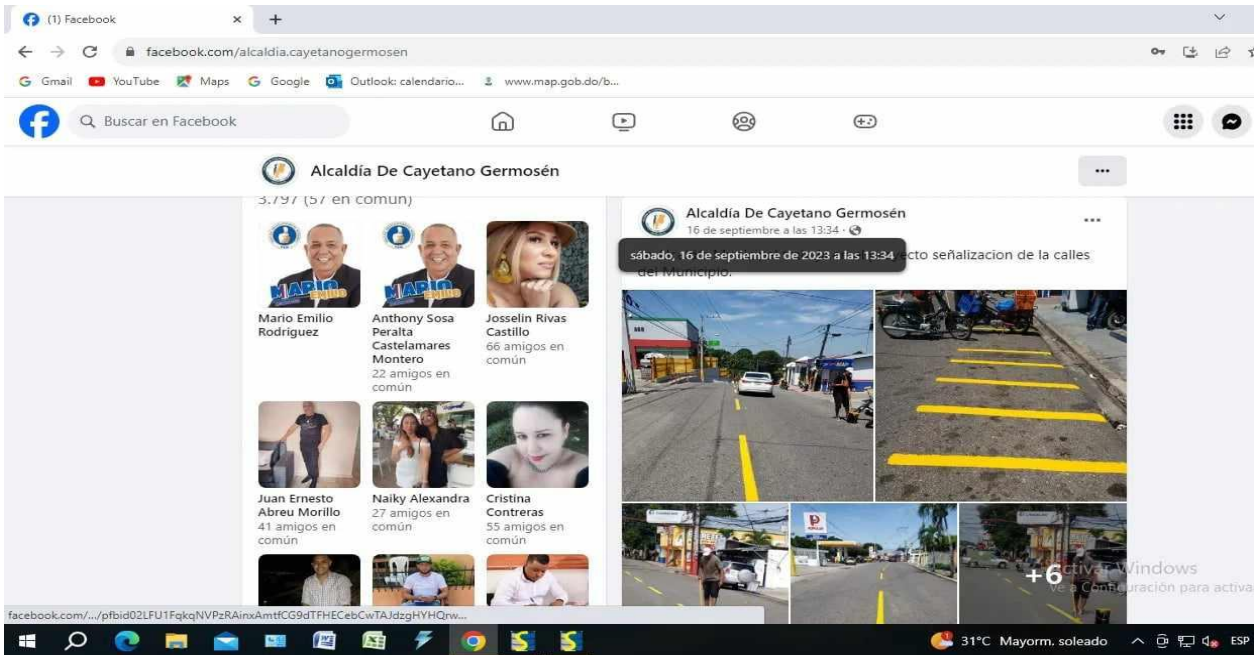 (1) Facebook
facebook.com/alcaldia.cayetanogermosen
Gmail YouTube Maps Google Outlook: calendario... www.map.gob.do/b...
Buscar en Facebook
Alcaldía De Cayetano Germosén
3.797 (57 en común)
MARIO
EMILIO
MARIO
EMILIO
Mario Emilio
Rodriguez
Anthony Sosa
Peralta
Castelamares
Montero
22 amigos en
común
Josselin Rivas
Castillo
66 amigos en
común
Juan Ernesto
Abreu Morillo
41 amigos en
común
Naiky Alexandra
27 amigos en
común
Cristina
Contreras
55 amigos en
común
Alcaldía De Cayetano Germosén
16 de septiembre a las 13:34
sábado, 16 de septiembre de 2023 a las 13:34
ecto señalizacion de la calles
del Municipio.
+6
Activar Windows
Ve a Configuración para activa
facebook.com/.../pfbid02LFU1FqkqNVPzRAinxAmtfCG9dTFHECebCwTAJdzgHYHQrw...
31°C Mayorm. soleado
ESP